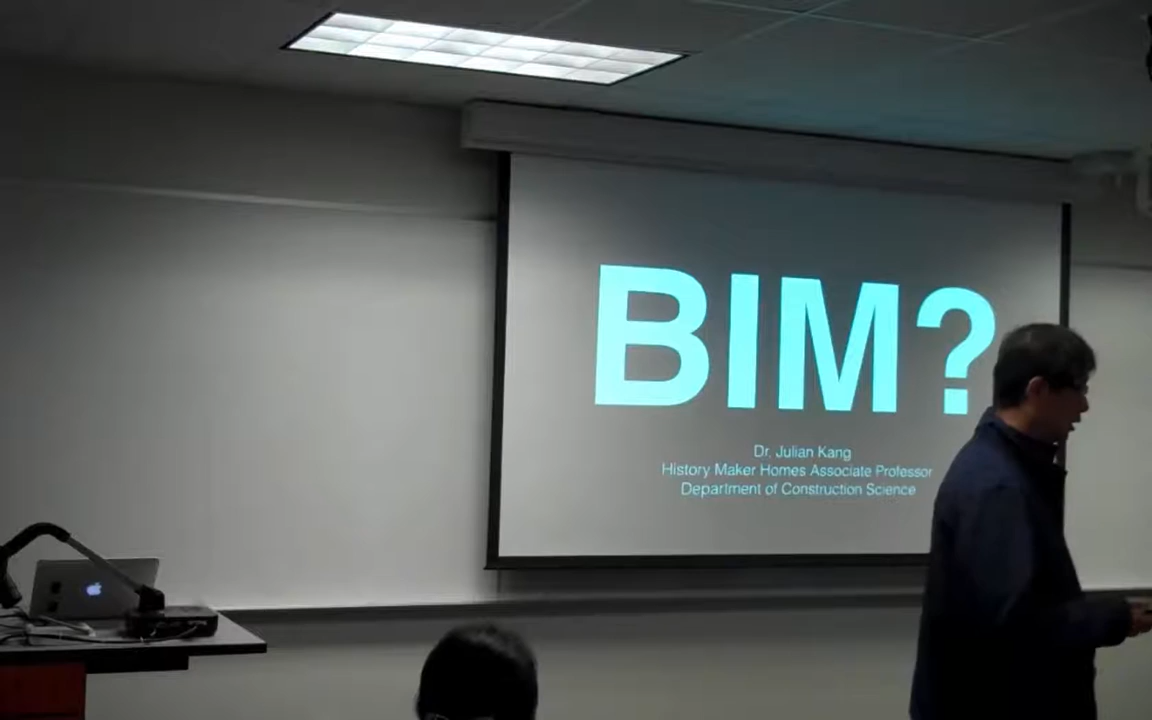 BIM?
Dr. Julian Kang
History Maker Homes Associate Professor
Department of Construction Science